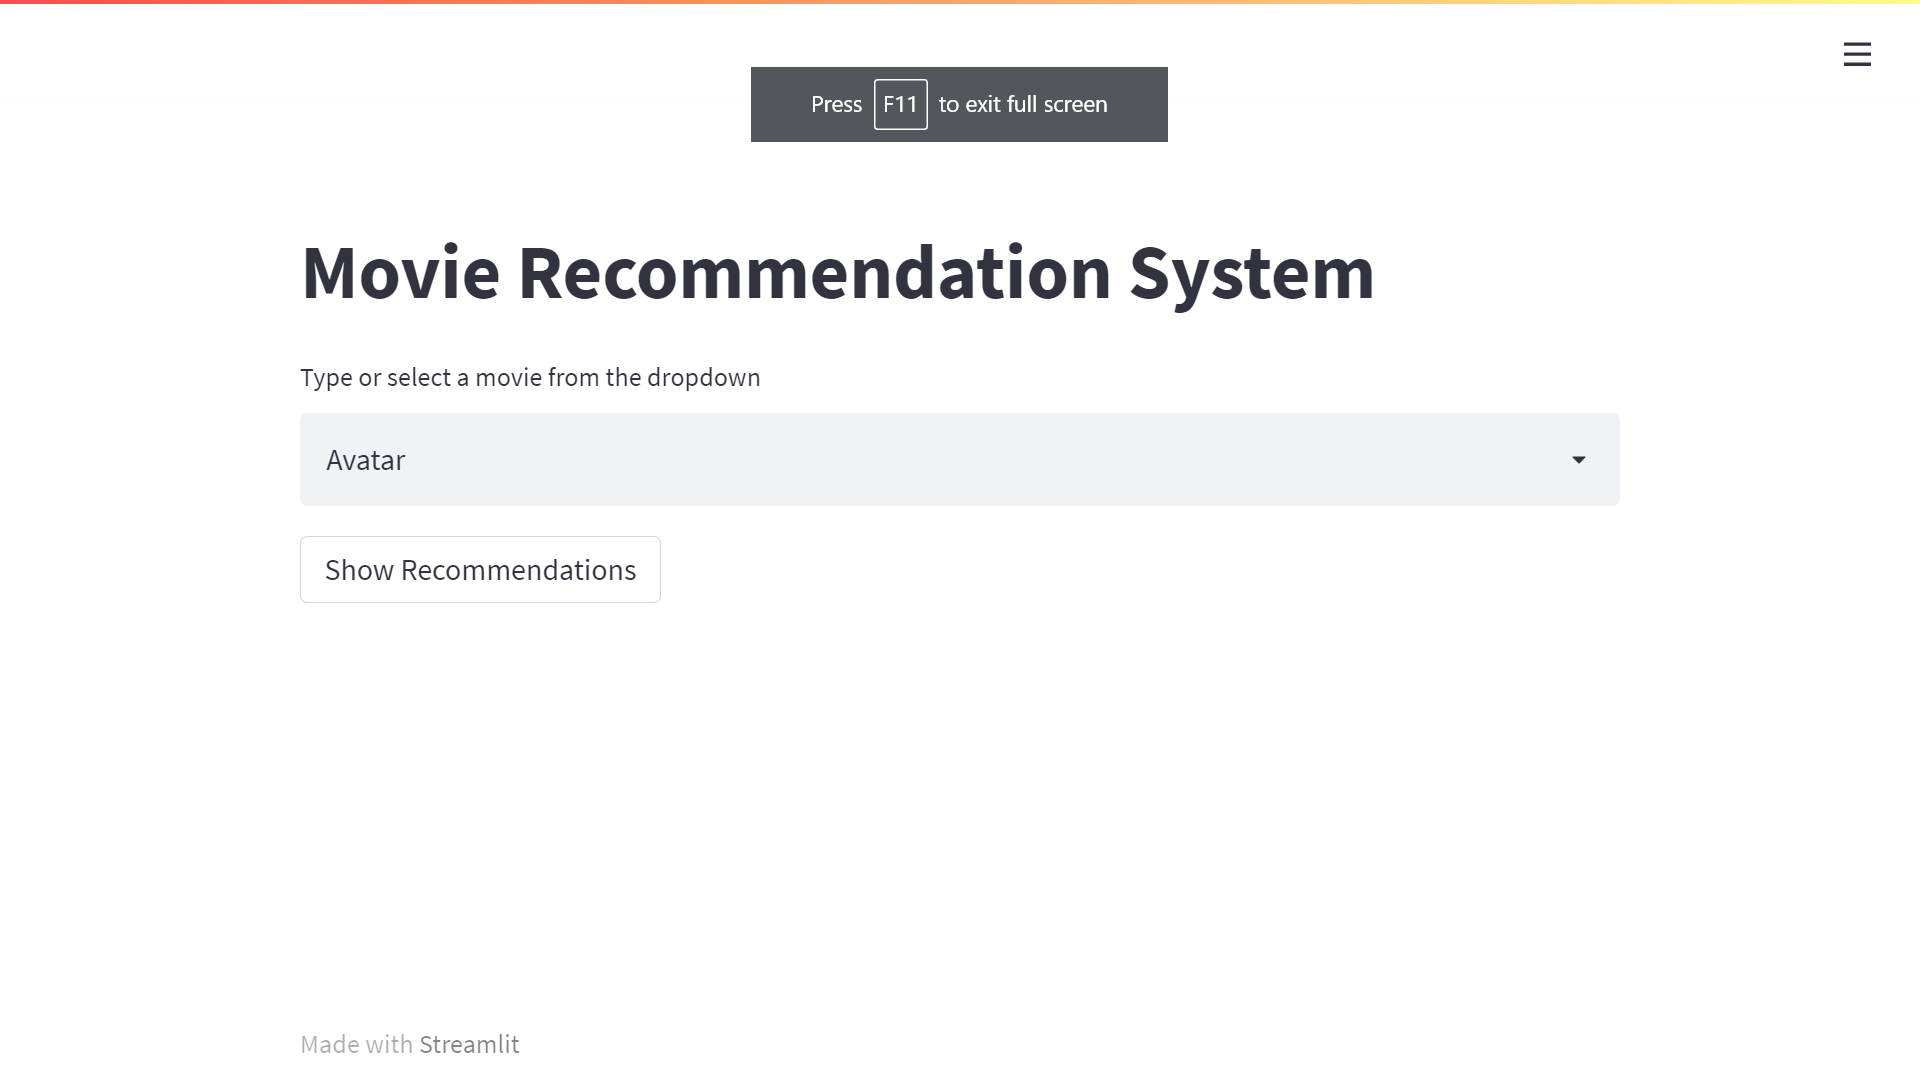 Press F11 to exit full screen
Movie Recommendation System
Type or select a movie from the dropdown
Avatar
Show Recommendations
Made with Streamlit